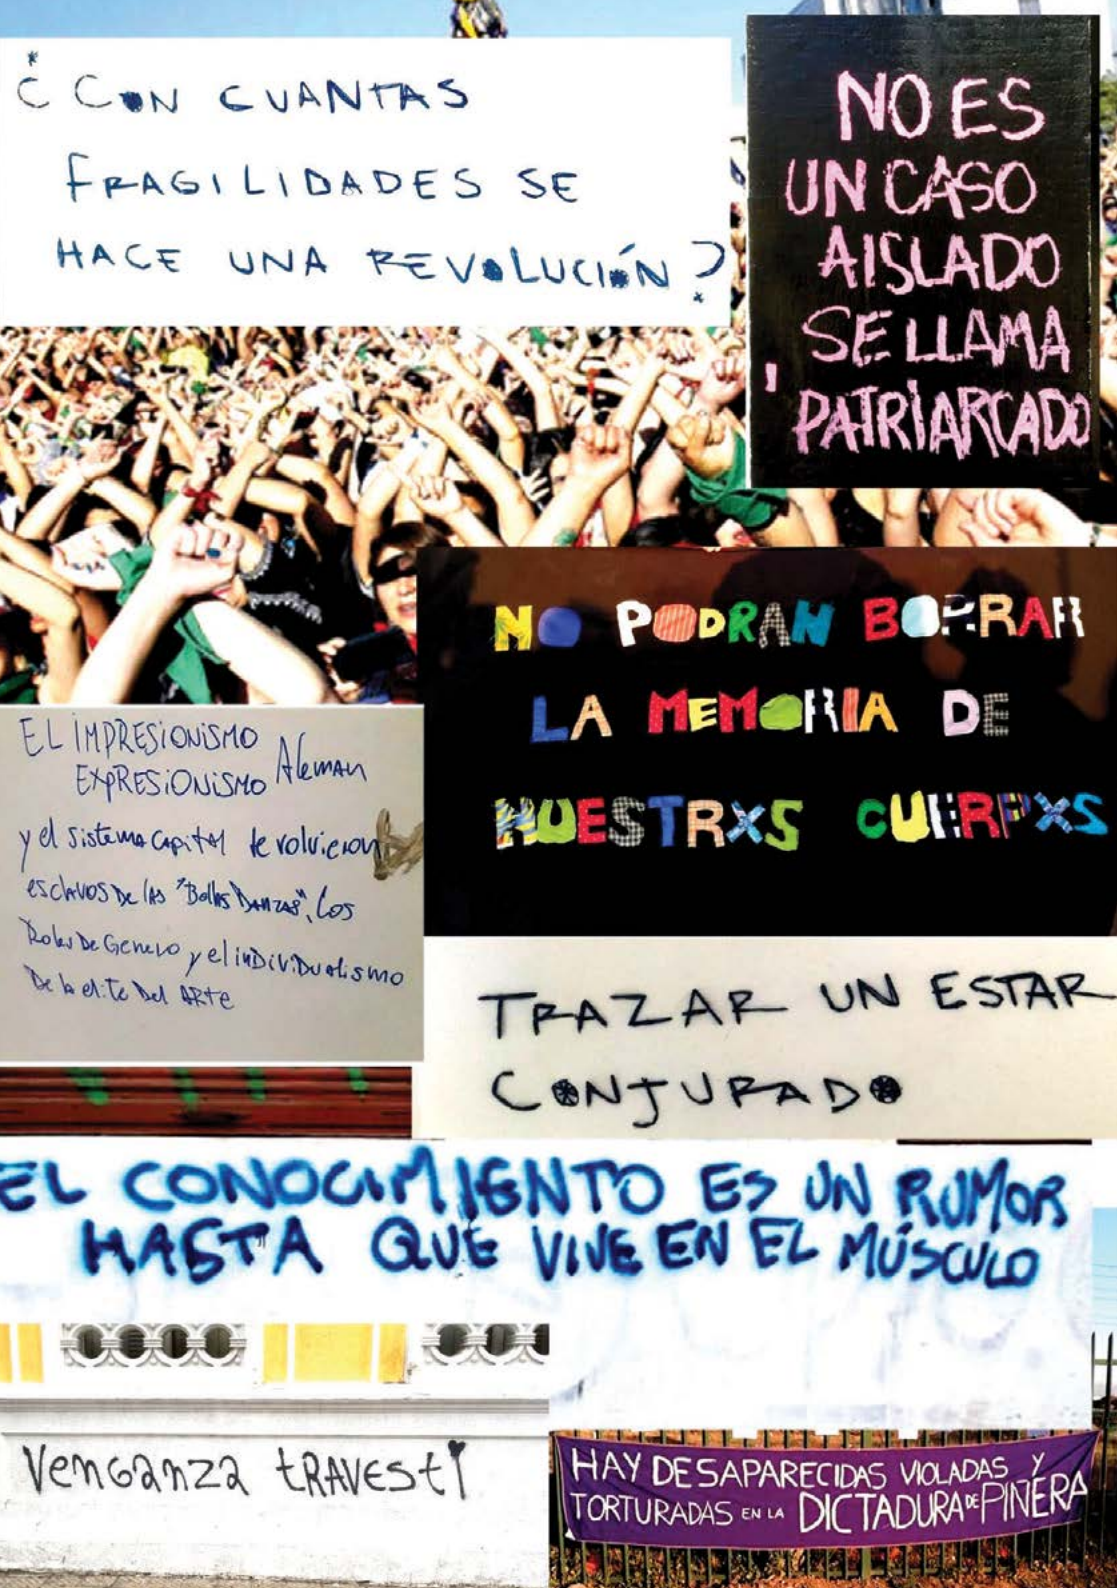 ¿CON CUANTAS
FRAGILIDADES SE
HACE UNA REVOLUCIÓN?
NO ES
UN CASO
AISLADO
SE LLAMA
PATRIARCADO
NO PODRAN BORRAR
LA MEMORIA DE
NUESTRXS CUERPXS
EL IMPRESIONISMO
EXPRESIONISMO Aleman
y el sistema capital te volvieron
esclavos De las "Bellas Danzas", Los
Roles De Genero y el inDiViDualismo
De la elite Del ARte
TRAZAR UN ESTAR
CONJURADO
EL CONOCIMIENTO ES UN RUMOR
HASTA QUE VIVE EN EL MÚSCULO
VenGanza tRAVESti
HAY DESAPARECIDAS VIOLADAS Y
TORTURADAS EN LA DICTADURA DE PIÑERA